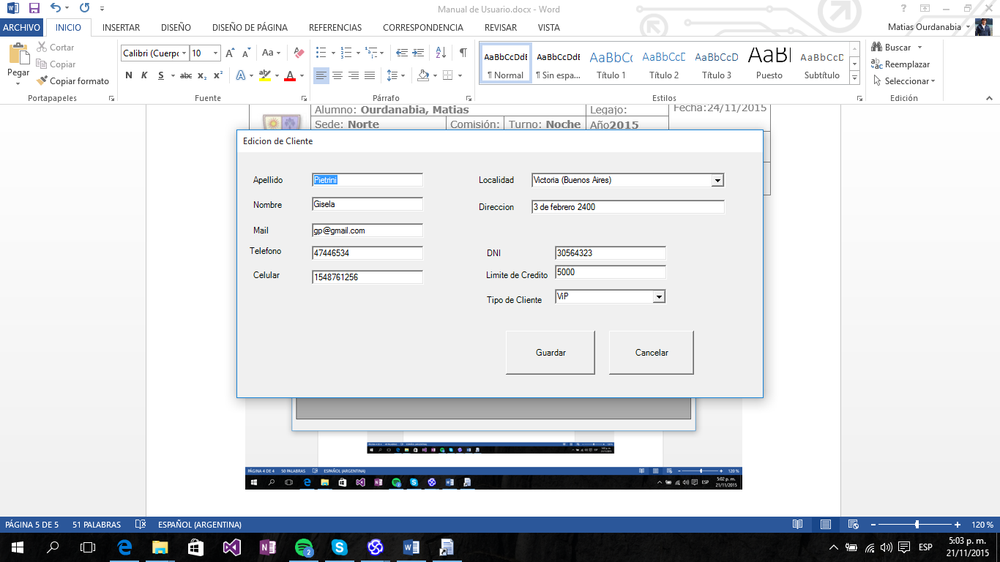 Manual de Usuario.docx - Word
ARCHIVO INICIO INSERTAR DISEÑO DISEÑO DE PÁGINA REFERENCIAS CORRESPONDENCIA REVISAR VISTA Matias Ourdanabia
Pegar
Cortar
Copiar
Copiar formato
Portapapeles
Calibri (Cuerpo 10 Aa
N K S abc x₂ x² A A
Fuente
Párrafo
AaBbCcDdE AaBbCcDdE AaBbCc AaBbCcD AaBbCcD AaBl AaBbCcD
¶ Normal ¶ Sin espa... Título 1 Título 2 Título 3 Puesto Subtítulo
Estilos
Buscar
Reemplazar
Seleccionar
Edición
Alumno: Ourdanabia, Matias Legajo: Fecha:24/11/2015
Sede: Norte Comisión: Turno: Noche Año2015
Edicion de Cliente
Apellido Pietrini Localidad Victoria (Buenos Aires)
Nombre Gisela Direccion 3 de febrero 2400
Mail gp@gmail.com
Telefono 47446534 DNI 30564323
Celular 1548761256 Limite de Credito 5000
Tipo de Cliente ViP
Guardar Cancelar
PÁGINA 4 DE 4 50 PALABRAS ESPAÑOL (ARGENTINA) 120 %
ESP 5:02 p. m.
21/11/2015
PÁGINA 5 DE 5 51 PALABRAS ESPAÑOL (ARGENTINA) 120 %
2 ESP 5:03 p. m.
21/11/2015